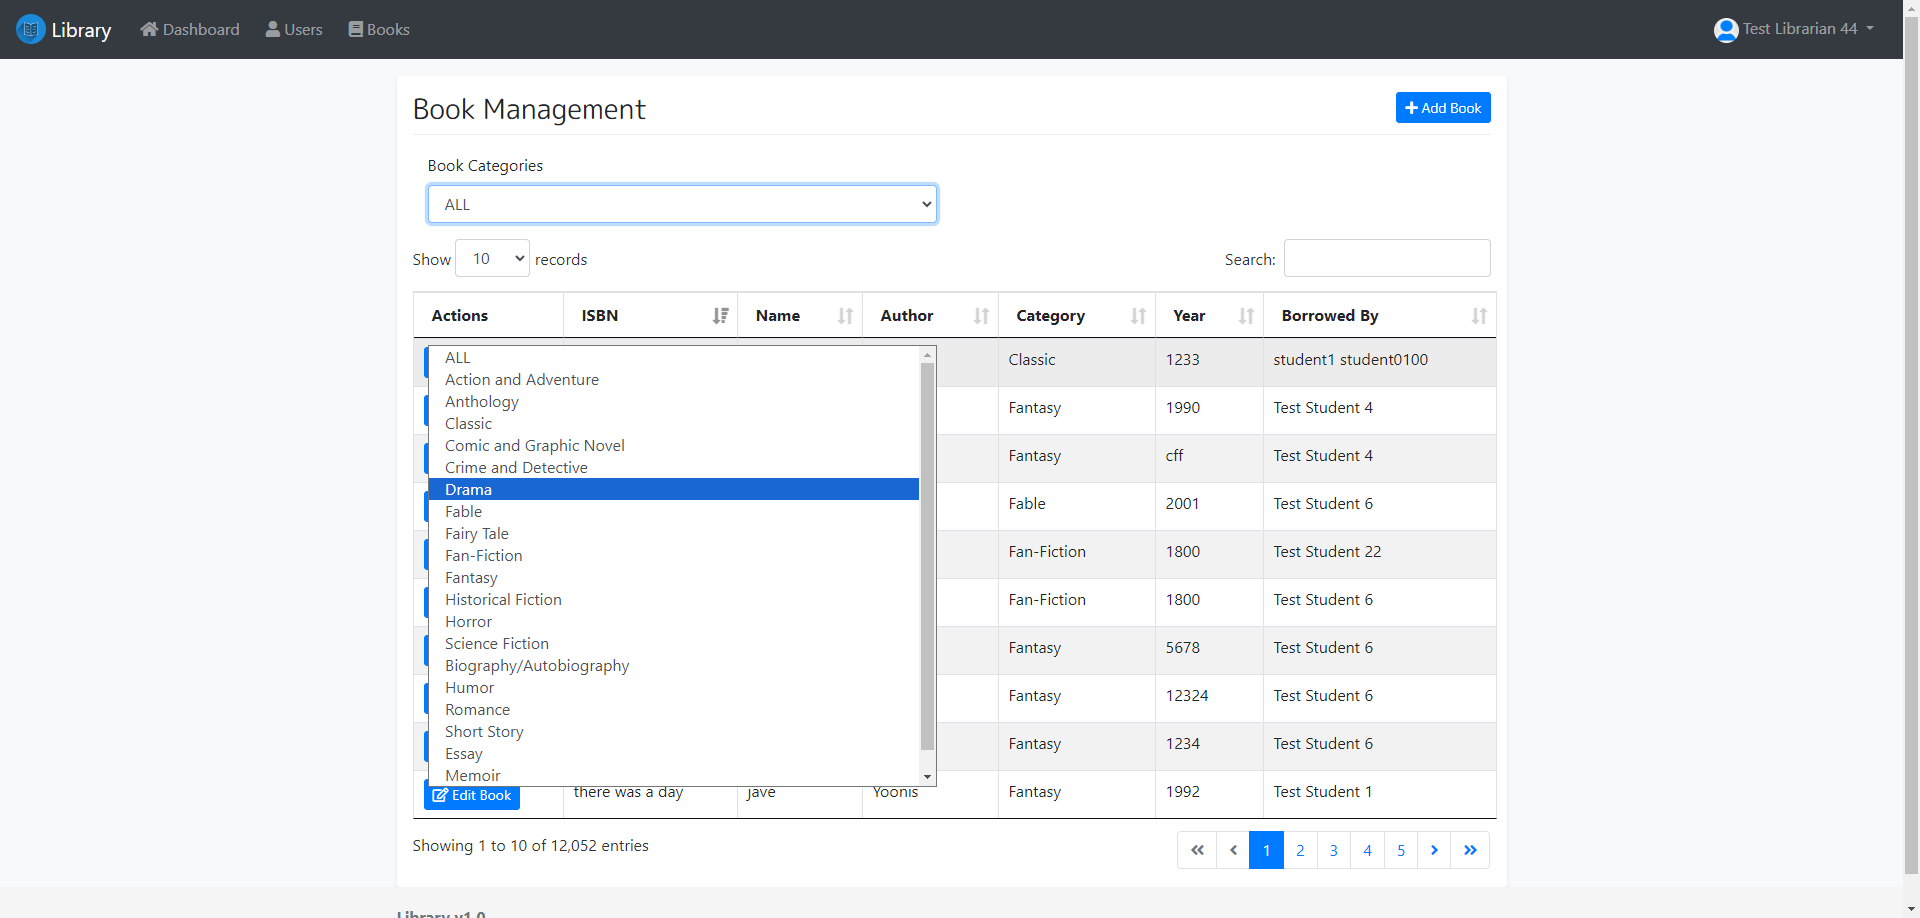 Library Dashboard Users Books Test Librarian 44
Book Management
Add Book
Book Categories
ALL
Show 10 records Search:
Actions ISBN Name Author Category Year Borrowed By
ALL
Action and Adventure
Anthology
Classic
Comic and Graphic Novel
Crime and Detective
Drama
Fable
Fairy Tale
Fan-Fiction
Fantasy
Historical Fiction
Horror
Science Fiction
Biography/Autobiography
Humor
Romance
Short Story
Essay
Memoir
Classic 1233 student1 student0100
Fantasy 1990 Test Student 4
Fantasy cff Test Student 4
Fable 2001 Test Student 6
Fan-Fiction 1800 Test Student 22
Fan-Fiction 1800 Test Student 6
Fantasy 5678 Test Student 6
Fantasy 12324 Test Student 6
Fantasy 1234 Test Student 6
Edit Book there was a day jave Yoonis Fantasy 1992 Test Student 1
Showing 1 to 10 of 12,052 entries « ‹ 1 2 3 4 5 › »
Library v1.0